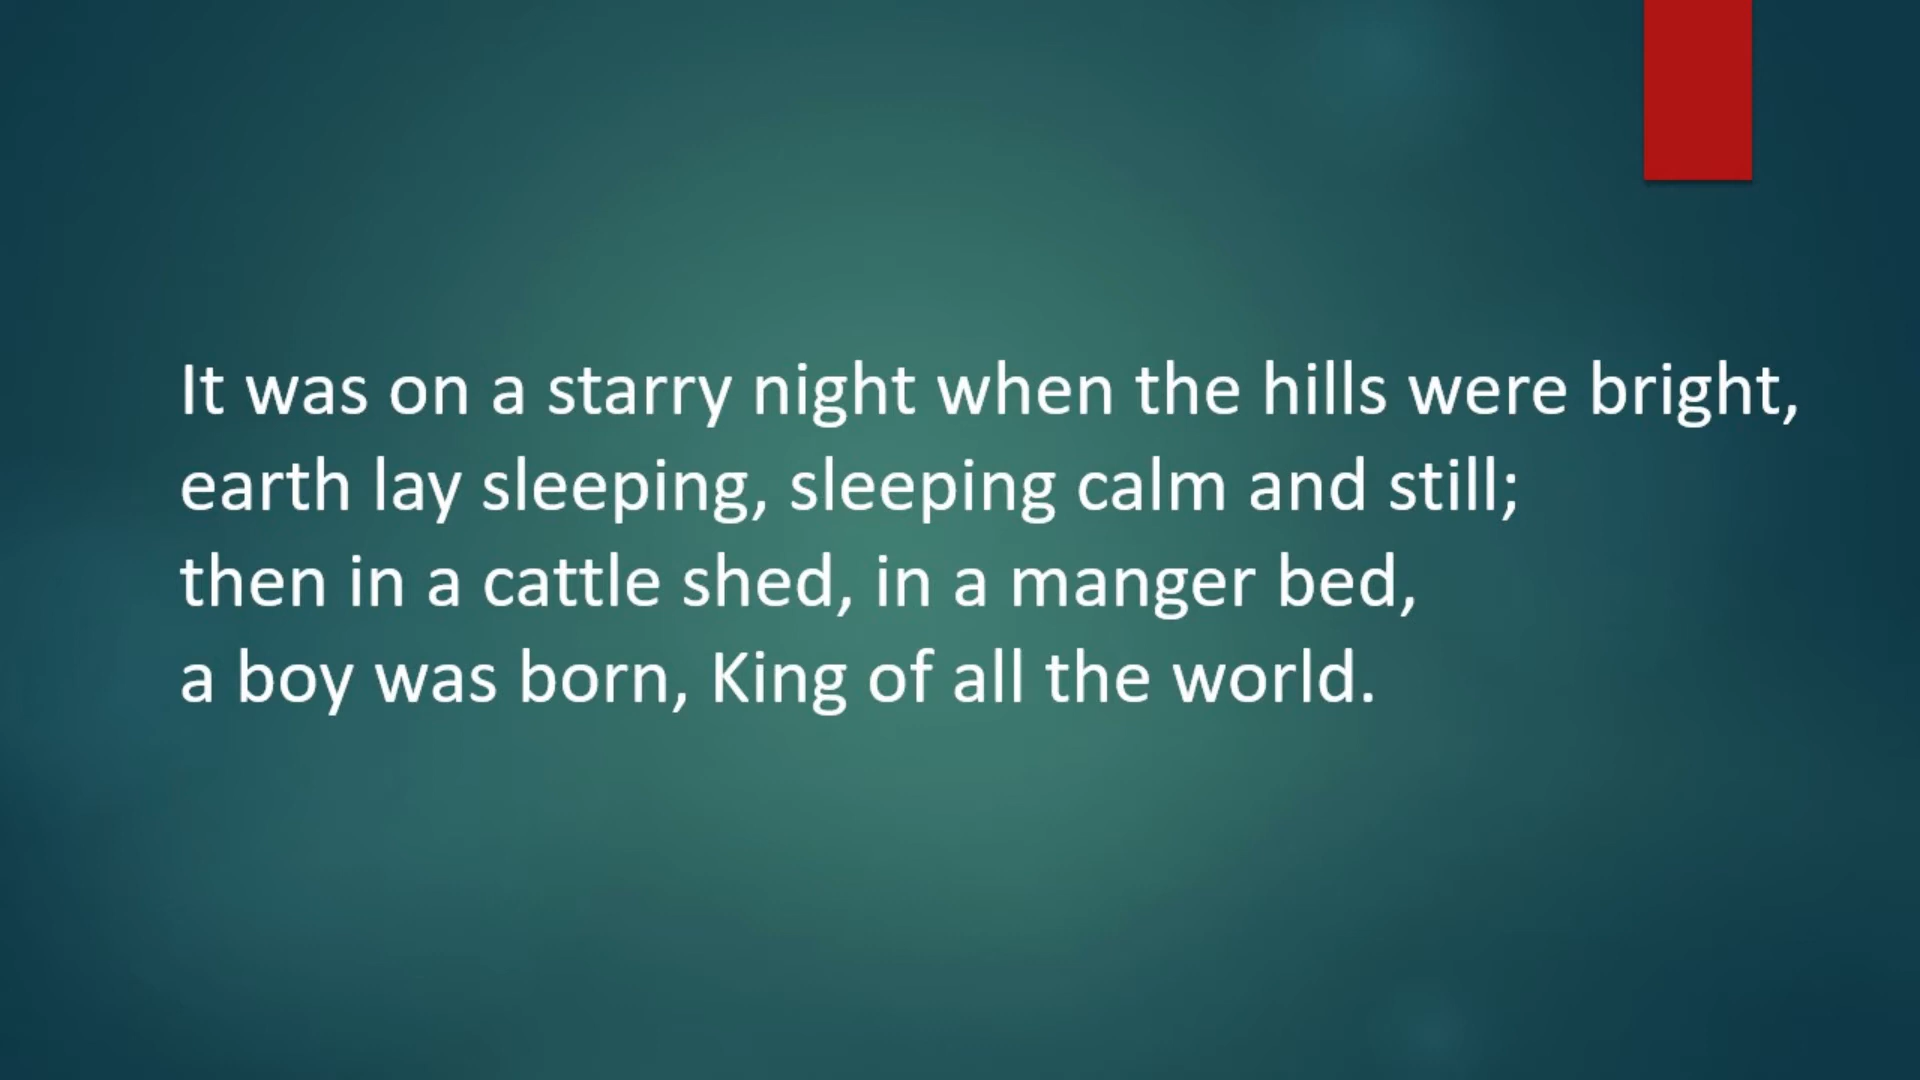 It was on a starry night when the hills were bright,
earth lay sleeping, sleeping calm and still;
then in a cattle shed, in a manger bed,
a boy was born, King of all the world.